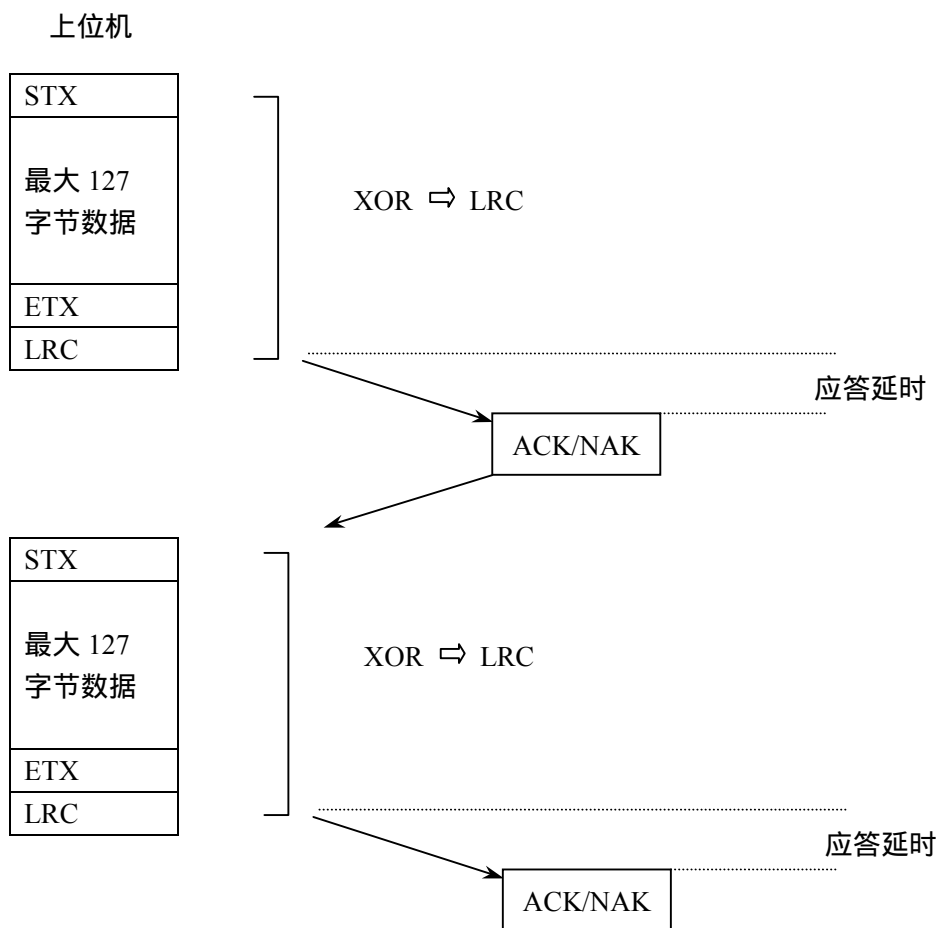 上位机
STX
最大 127
字节数据
XOR ⇨ LRC
ETX
LRC
应答延时
ACK/NAK
STX
最大 127
字节数据
XOR ⇨ LRC
ETX
LRC
应答延时
ACK/NAK